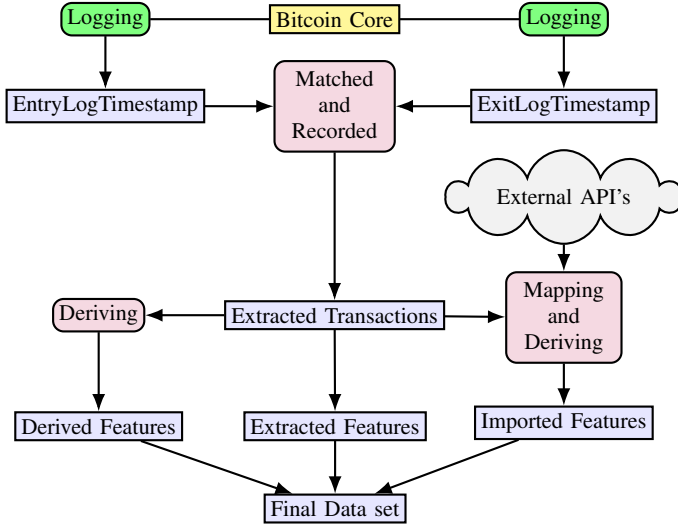 Logging
Bitcoin Core
Logging
EntryLogTimestamp
Matched
and
Recorded
ExitLogTimestamp
External API's
Deriving
Extracted Transactions
Mapping
and
Deriving
Derived Features
Extracted Features
Imported Features
Final Data set